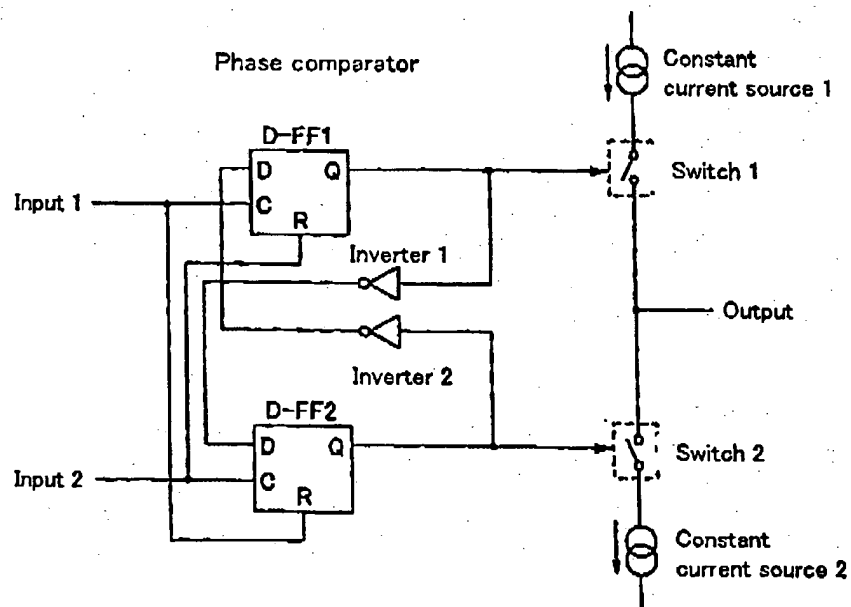 Phase comparator
Constant
current source 1
D-FF1
D
Q
Switch 1
Input 1
C
R
Inverter 1
Output
Inverter 2
D-FF2
D
Q
Switch 2
Input 2
C
R
Constant
current source 2